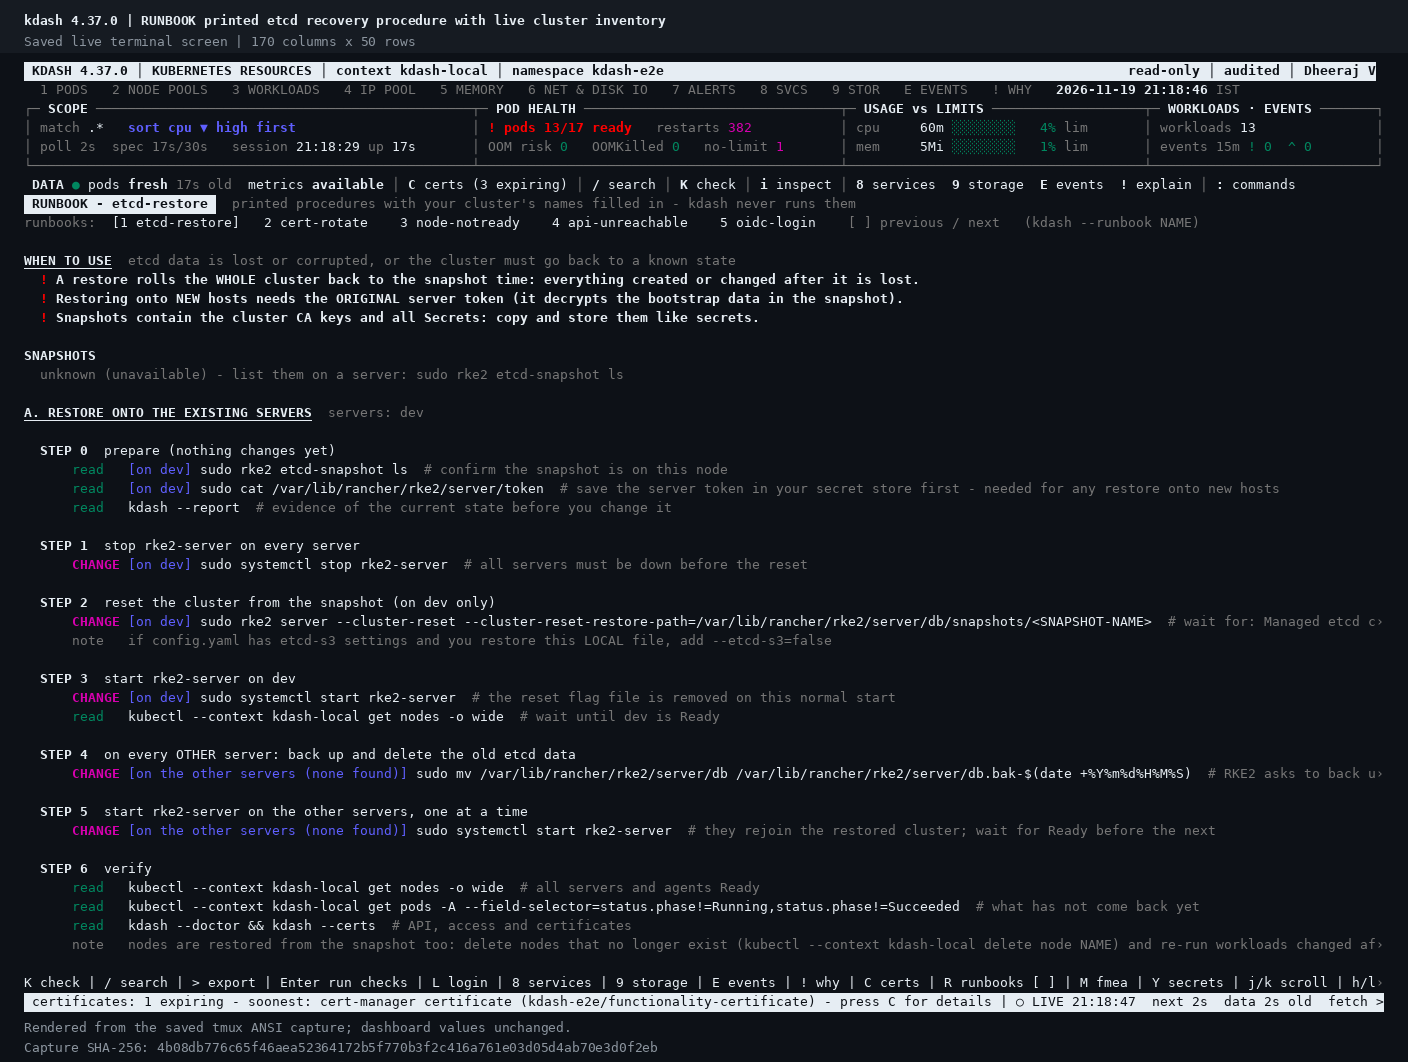 kdash 4.37.0 | RUNBOOK printed etcd recovery procedure with live cluster inventory
Saved live terminal screen | 170 columns x 50 rows
KDASH 4.37.0 │ KUBERNETES RESOURCES │ context kdash-local │ namespace kdash-e2e read-only │ audited │ Dheeraj V
1 PODS 2 NODE POOLS 3 WORKLOADS 4 IP POOL 5 MEMORY 6 NET & DISK IO 7 ALERTS 8 SVCS 9 STOR E EVENTS ! WHY 2026-11-19 21:18:46 IST
SCOPE POD HEALTH USAGE vs LIMITS WORKLOADS · EVENTS
match .* sort cpu ▼ high first │ ! pods 13/17 ready restarts 382 │ cpu 60m ░░░░░░░░ 4% lim │ workloads 13
poll 2s spec 17s/30s session 21:18:29 up 17s │ OOM risk 0 OOMKilled 0 no-limit 1 │ mem 5Mi ░░░░░░░░ 1% lim │ events 15m ! 0 ^ 0
DATA ● pods fresh 17s old metrics available │ C certs (3 expiring) │ / search │ K check │ i inspect │ 8 services 9 storage E events ! explain │ : commands
RUNBOOK - etcd-restore printed procedures with your cluster's names filled in - kdash never runs them
runbooks: [1 etcd-restore] 2 cert-rotate 3 node-notready 4 api-unreachable 5 oidc-login [ ] previous / next (kdash --runbook NAME)
WHEN TO USE etcd data is lost or corrupted, or the cluster must go back to a known state
! A restore rolls the WHOLE cluster back to the snapshot time: everything created or changed after it is lost.
! Restoring onto NEW hosts needs the ORIGINAL server token (it decrypts the bootstrap data in the snapshot).
! Snapshots contain the cluster CA keys and all Secrets: copy and store them like secrets.
SNAPSHOTS
unknown (unavailable) - list them on a server: sudo rke2 etcd-snapshot ls
A. RESTORE ONTO THE EXISTING SERVERS servers: dev
STEP 0 prepare (nothing changes yet)
read [on dev] sudo rke2 etcd-snapshot ls # confirm the snapshot is on this node
read [on dev] sudo cat /var/lib/rancher/rke2/server/token # save the server token in your secret store first - needed for any restore onto new hosts
read kdash --report # evidence of the current state before you change it
STEP 1 stop rke2-server on every server
CHANGE [on dev] sudo systemctl stop rke2-server # all servers must be down before the reset
STEP 2 reset the cluster from the snapshot (on dev only)
CHANGE [on dev] sudo rke2 server --cluster-reset --cluster-reset-restore-path=/var/lib/rancher/rke2/server/db/snapshots/<SNAPSHOT-NAME> # wait for: Managed etcd c›
note if config.yaml has etcd-s3 settings and you restore this LOCAL file, add --etcd-s3=false
STEP 3 start rke2-server on dev
CHANGE [on dev] sudo systemctl start rke2-server # the reset flag file is removed on this normal start
read kubectl --context kdash-local get nodes -o wide # wait until dev is Ready
STEP 4 on every OTHER server: back up and delete the old etcd data
CHANGE [on the other servers (none found)] sudo mv /var/lib/rancher/rke2/server/db /var/lib/rancher/rke2/server/db.bak-$(date +%Y%m%d%H%M%S) # RKE2 asks to back u›
STEP 5 start rke2-server on the other servers, one at a time
CHANGE [on the other servers (none found)] sudo systemctl start rke2-server # they rejoin the restored cluster; wait for Ready before the next
STEP 6 verify
read kubectl --context kdash-local get nodes -o wide # all servers and agents Ready
read kubectl --context kdash-local get pods -A --field-selector=status.phase!=Running,status.phase!=Succeeded # what has not come back yet
read kdash --doctor && kdash --certs # API, access and certificates
note nodes are restored from the snapshot too: delete nodes that no longer exist (kubectl --context kdash-local delete node NAME) and re-run workloads changed af›
K check | / search | > export | Enter run checks | L login | 8 services | 9 storage | E events | ! why | C certs | R runbooks [ ] | M fmea | Y secrets | j/k scroll | h/l›
certificates: 1 expiring - soonest: cert-manager certificate (kdash-e2e/functionality-certificate) - press C for details | ○ LIVE 21:18:47 next 2s data 2s old fetch >
Rendered from the saved tmux ANSI capture; dashboard values unchanged.
Capture SHA-256: 4b08db776c65f46aea52364172b5f770b3f2c416a761e03d05d4ab70e3d0f2eb